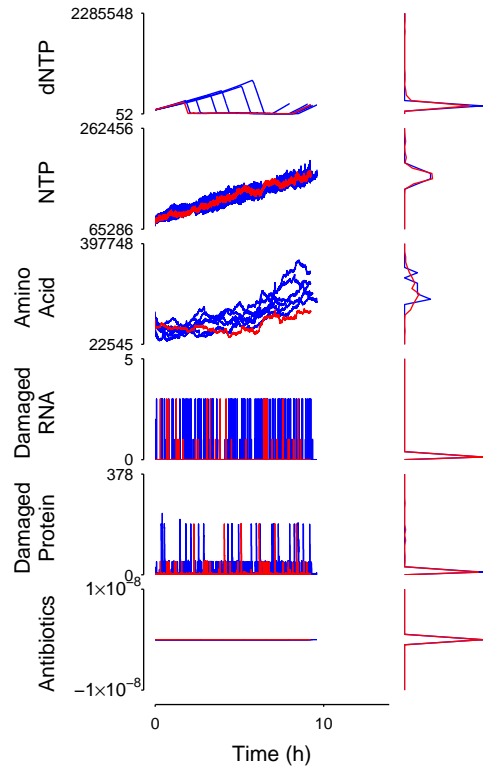 2285548
dNTP
52
262456
NTP
65286
397748
Amino
Acid
22545
5
Damaged
RNA
0
378
Damaged
Protein
0
1×10⁻⁸
Antibiotics
−1×10⁻⁸
0 10
Time (h)